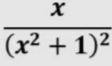 x
(x² + 1)²